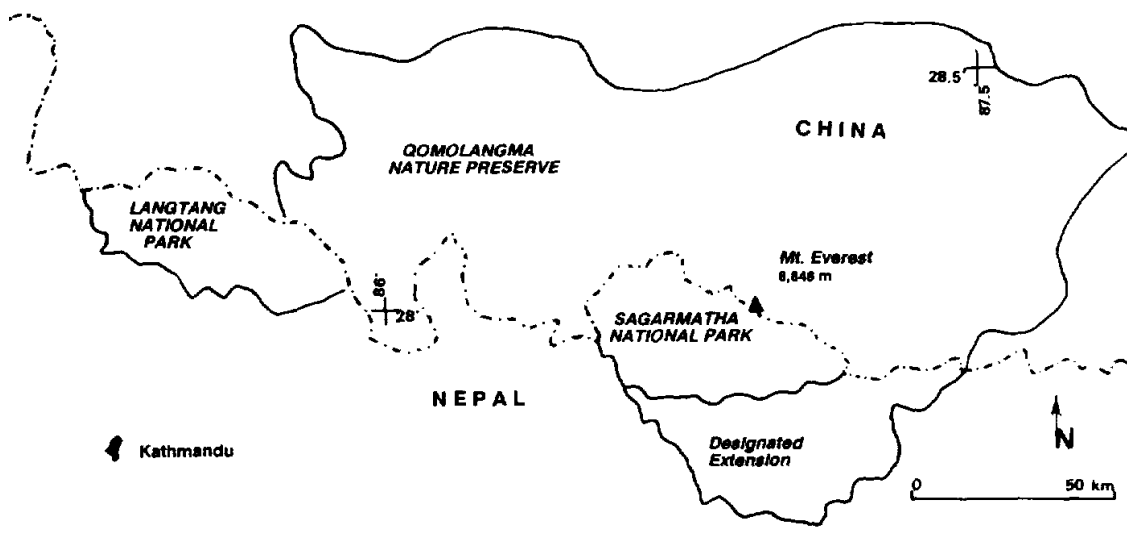 28.5°
87.5
CHINA
QOMOLANGMA
NATURE PRESERVE
LANGTANG
NATIONAL
PARK
Mt. Everest
8,848 m
86°
28°
SAGARMATHA
NATIONAL PARK
NEPAL
Kathmandu
Designated
Extension
N
0 50 km